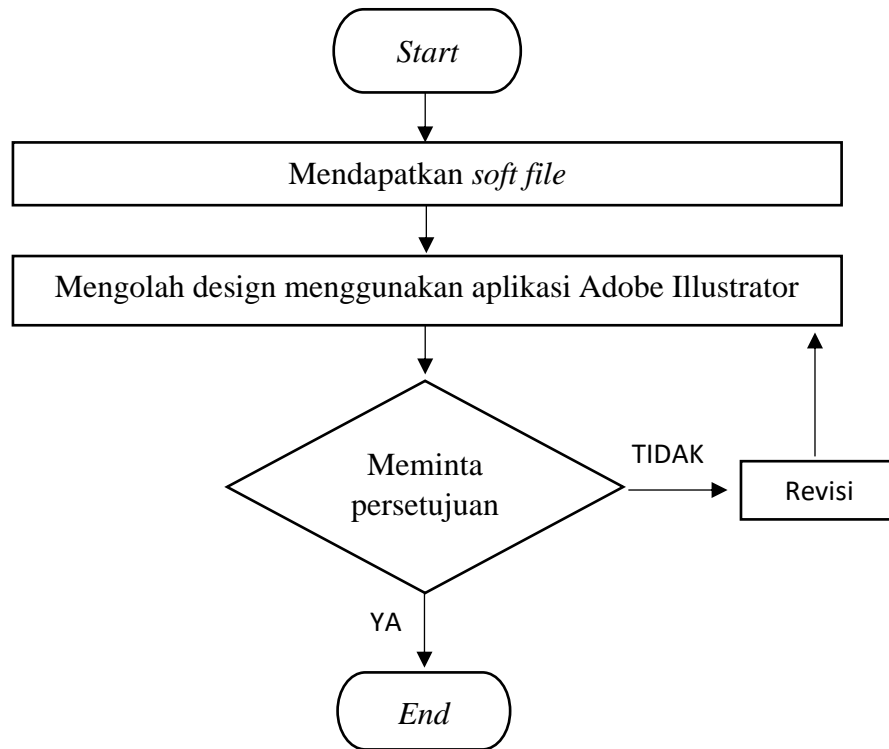 Start
Mendapatkan soft file
Mengolah design menggunakan aplikasi Adobe Illustrator
Meminta
persetujuan
TIDAK
Revisi
YA
End